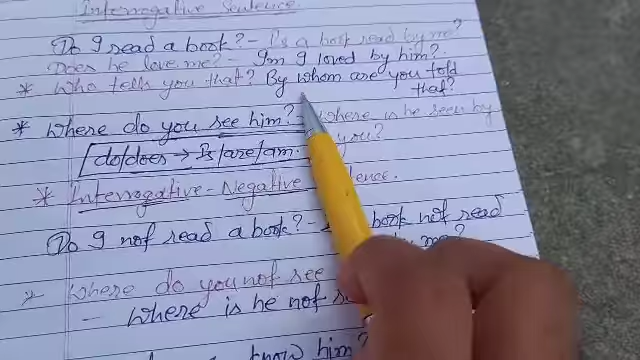 Interrogative Sentence.
Do I read a book? - Is a book read by me?
Does he love me? - I'm I loved by him?
* Who tells you that? By whom are you told that?
* Where do you see him? where is he seen by you?
[do/does → Is/are/am.
* Interrogative - Negative Sentence.
Do I not read a book? - book not read me?
* Where do you not see
- where is he not
know him?